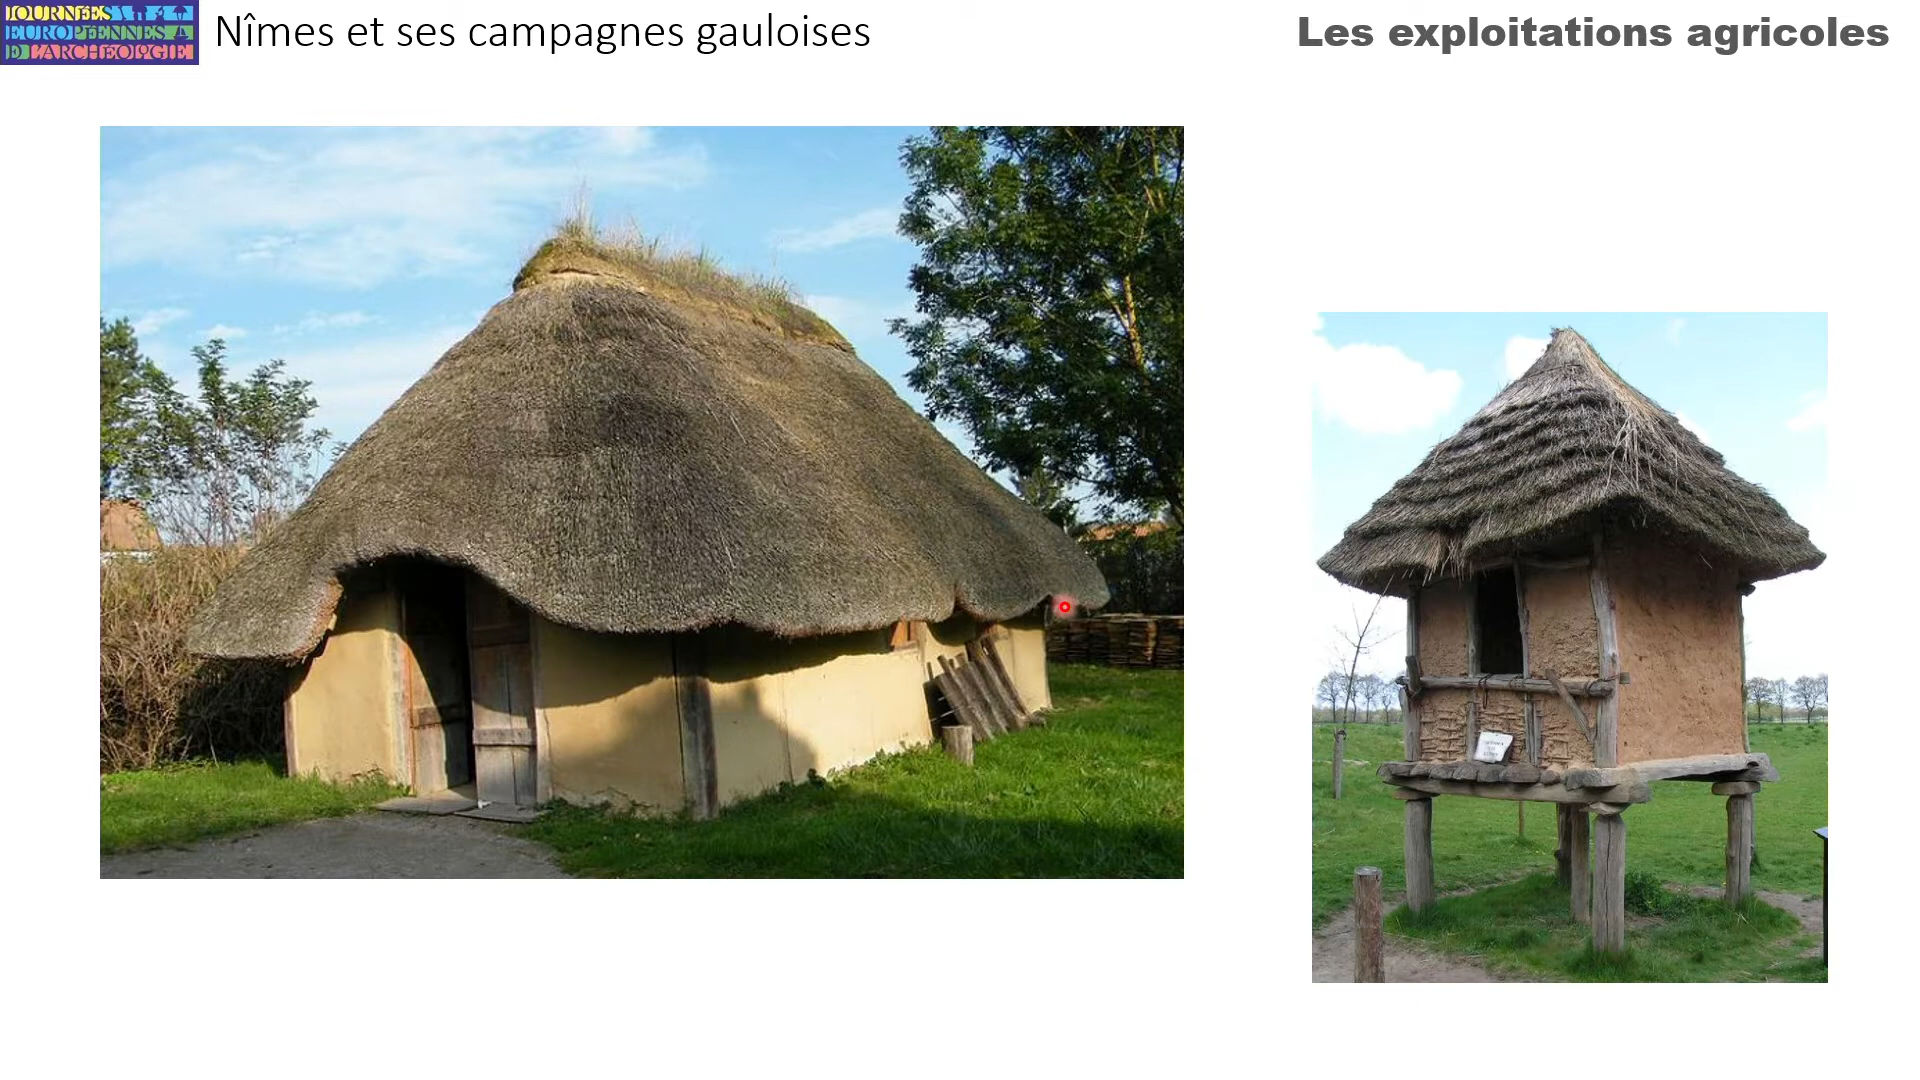 JOURNÉES
EUROPÉENNES
DE L'ARCHÉOLOGIE
Nîmes et ses campagnes gauloises
Les exploitations agricoles